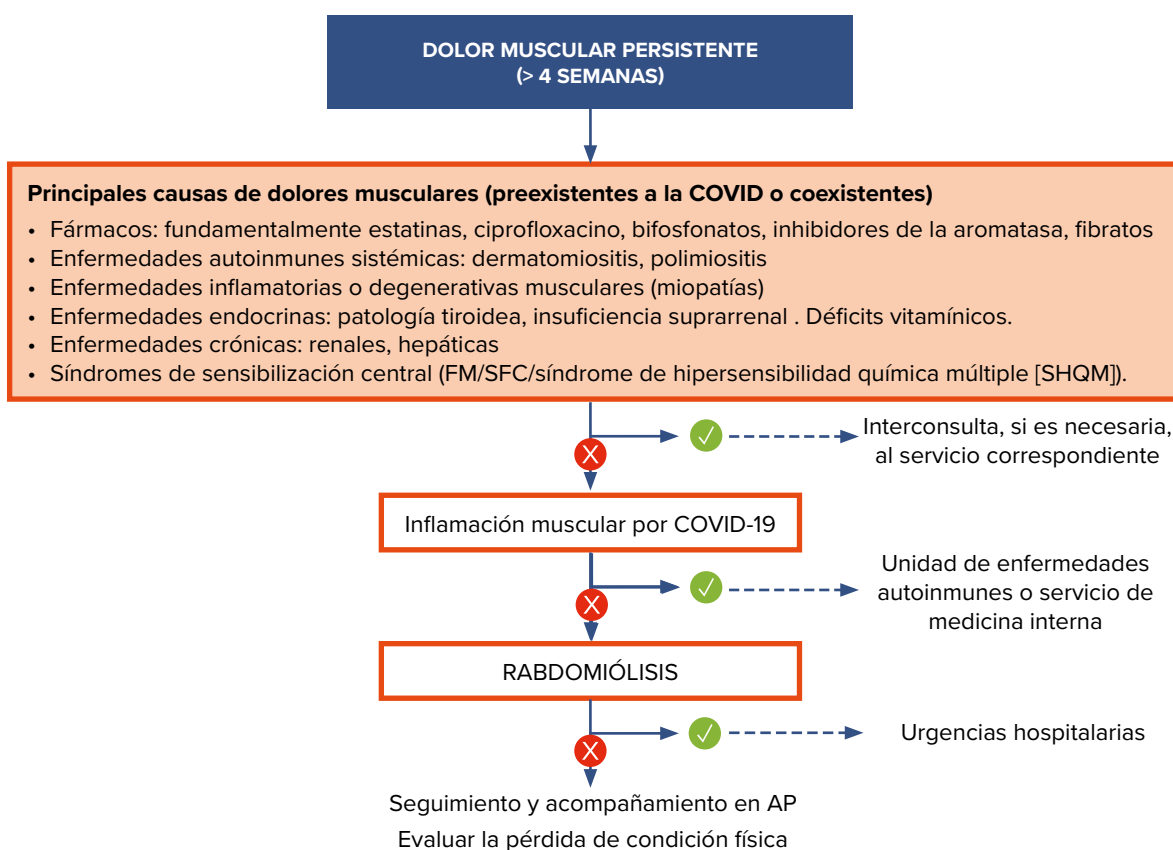 DOLOR MUSCULAR PERSISTENTE
(> 4 SEMANAS)
Principales causas de dolores musculares (preexistentes a la COVID o coexistentes)
• Fármacos: fundamentalmente estatinas, ciprofloxacino, bifosfonatos, inhibidores de la aromatasa, fibratos
• Enfermedades autoinmunes sistémicas: dermatomiositis, polimiositis
• Enfermedades inflamatorias o degenerativas musculares (miopatías)
• Enfermedades endocrinas: patología tiroidea, insuficiencia suprarrenal . Déficits vitamínicos.
• Enfermedades crónicas: renales, hepáticas
• Síndromes de sensibilización central (FM/SFC/síndrome de hipersensibilidad química múltiple [SHQM]).
Interconsulta, si es necesaria,
al servicio correspondiente
X
Inflamación muscular por COVID-19
Unidad de enfermedades
autoinmunes o servicio de
medicina interna
X
RABDOMIÓLISIS
Urgencias hospitalarias
X
Seguimiento y acompañamiento en AP
Evaluar la pérdida de condición física